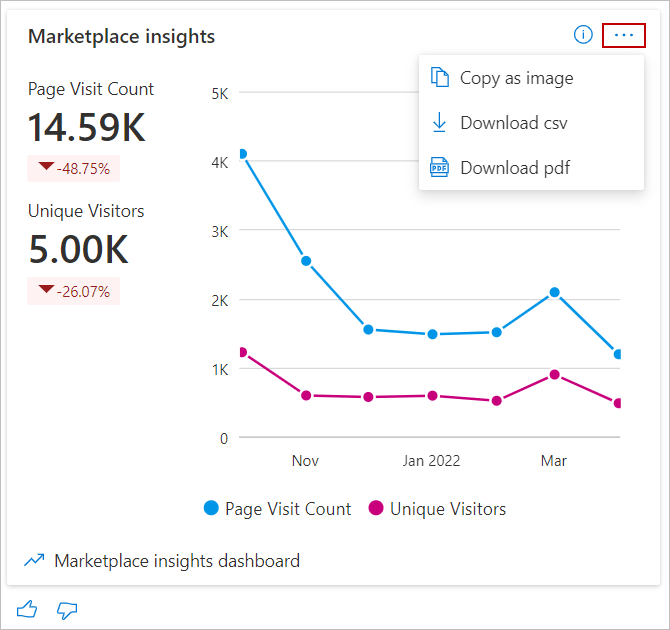 Marketplace insights
Copy as image
Download csv
PDF Download pdf
Page Visit Count
14.59K
-48.75%
Unique Visitors
5.00K
-26.07%
5K
4K
3K
2K
1K
0
Nov Jan 2022 Mar
Page Visit Count Unique Visitors
Marketplace insights dashboard